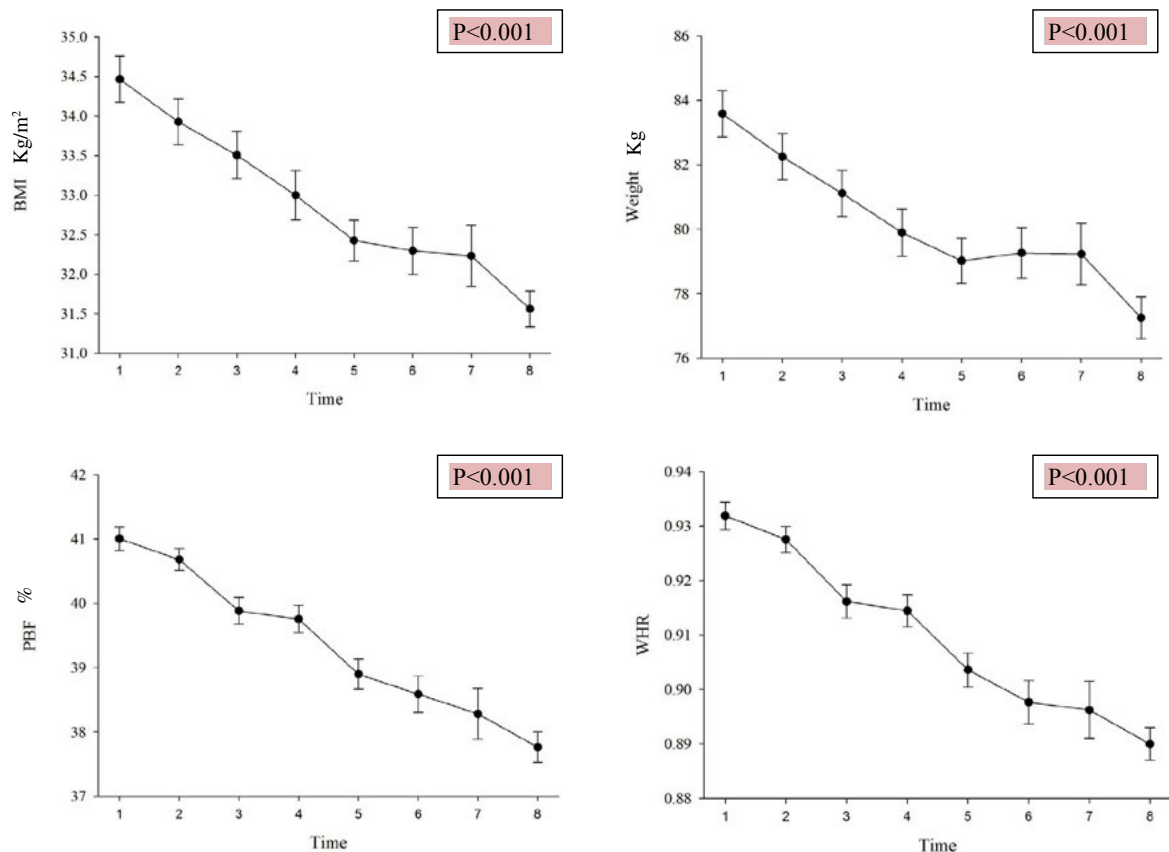 P<0.001
35.0
34.5
34.0
33.5
33.0
32.5
32.0
31.5
31.0
BMI Kg/m²
1 2 3 4 5 6 7 8
Time
P<0.001
86
84
82
80
78
76
Weight Kg
1 2 3 4 5 6 7 8
Time
P<0.001
42
41
40
39
38
37
PBF %
1 2 3 4 5 6 7 8
Time
P<0.001
0.94
0.93
0.92
0.91
0.90
0.89
0.88
WHR
1 2 3 4 5 6 7 8
Time